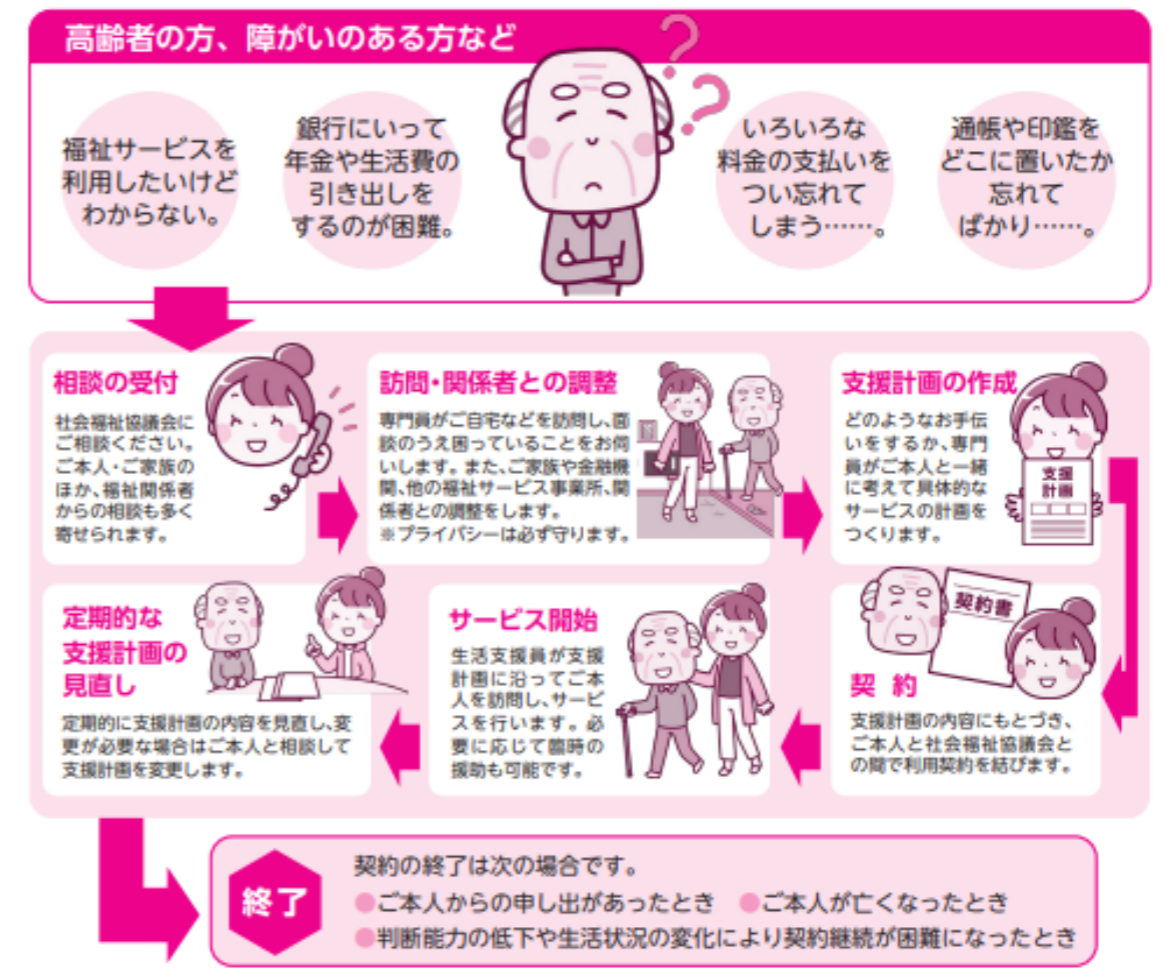 高齢者の方、障がいのある方など
福祉サービスを
利用したいけど
わからない。
銀行にいって
年金や生活費の
引き出しを
するのが困難。
いろいろな
料金の支払いを
つい忘れて
しまう……。
通帳や印鑑を
どこに置いたか
忘れて
ばかり……。
相談の受付
社会福祉協議会に
ご相談ください。
ご本人・ご家族の
ほか、福祉関係者
からの相談も多く
寄せられます。
訪問・関係者との調整
専門員がご自宅などを訪問し、面
談のうえ困っていることをお伺
いします。また、ご家族や金融機
関、他の福祉サービス事業所、関
係者との調整をします。
※プライバシーは必ず守ります。
支援計画の作成
どのようなお手伝
いをするか、専門
員がご本人と一緒
に考えて具体的な
サービスの計画を
つくります。
支援
計画
契約書
契 約
支援計画の内容にもとづき、
ご本人と社会福祉協議会と
の間で利用契約を結びます。
サービス開始
生活支援員が支援
計画に沿ってご本
人を訪問し、サービ
スを行います。必
要に応じて臨時の
援助も可能です。
定期的な
支援計画の
見直し
定期的に支援計画の内容を見直し、変
更が必要な場合はご本人と相談して
支援計画を変更します。
終了
契約の終了は次の場合です。
●ご本人からの申し出があったとき ●ご本人が亡くなったとき
●判断能力の低下や生活状況の変化により契約継続が困難になったとき